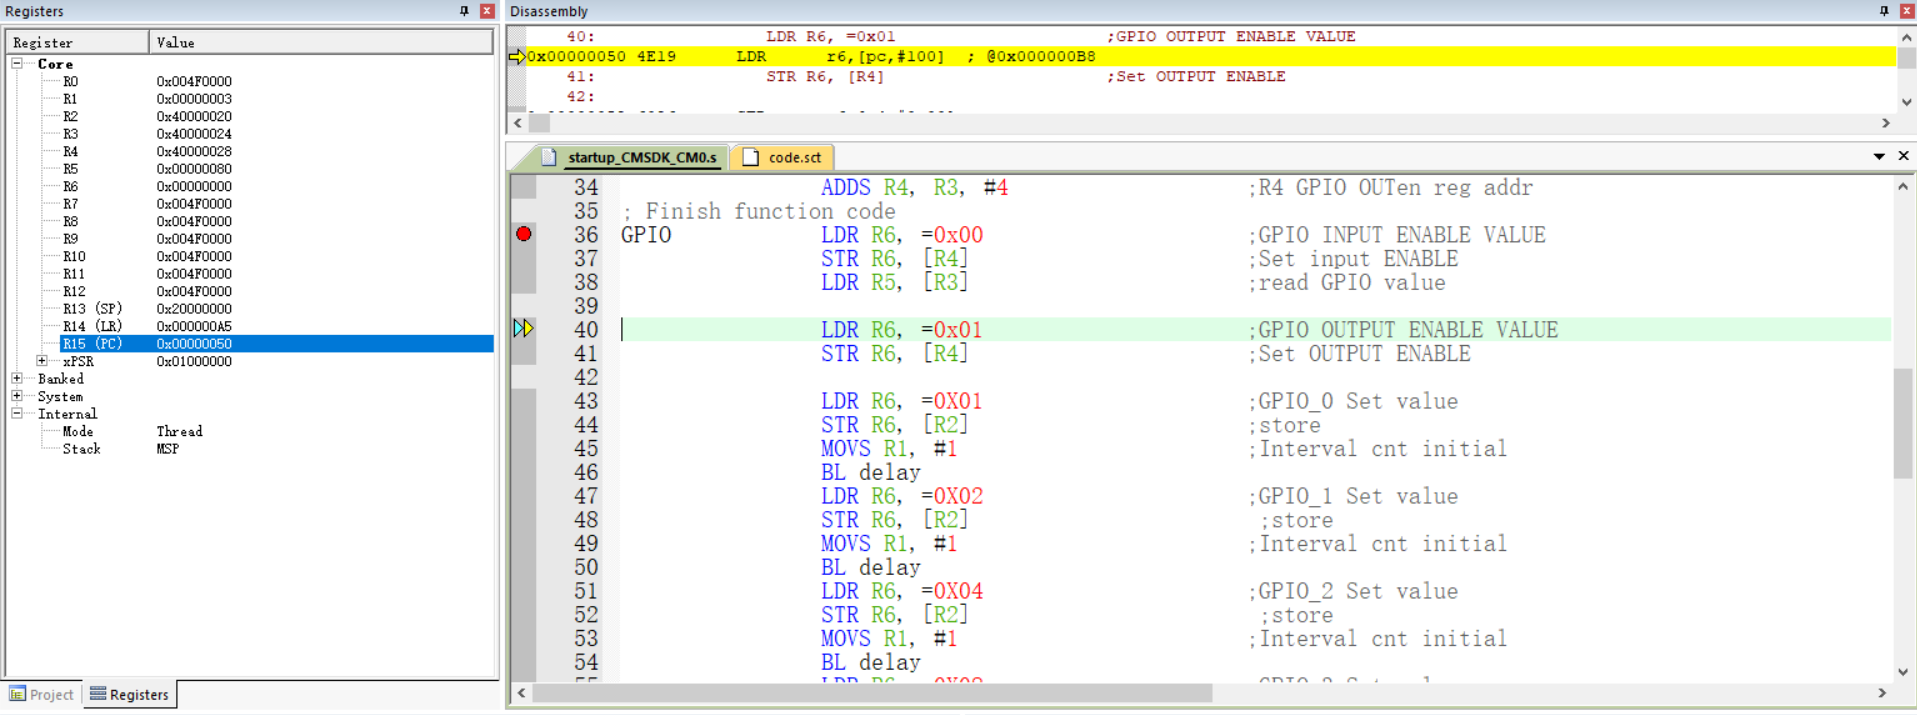 Registers
Register Value
Core
R0 0x004F0000
R1 0x00000003
R2 0x40000020
R3 0x40000024
R4 0x40000028
R5 0x00000080
R6 0x00000000
R7 0x004F0000
R8 0x004F0000
R9 0x004F0000
R10 0x004F0000
R11 0x004F0000
R12 0x004F0000
R13 (SP) 0x20000000
R14 (LR) 0x000000A5
R15 (PC) 0x00000050
xPSR 0x01000000
Banked
System
Internal
Mode Thread
Stack MSP
Project Registers
Disassembly
40: LDR R6, =0x01 ;GPIO OUTPUT ENABLE VALUE
0x00000050 4E19 LDR r6,[pc,#100] ; @0x000000B8
41: STR R6, [R4] ;Set OUTPUT ENABLE
42:
startup_CMSDK_CM0.s code.sct
34 ADDS R4, R3, #4 ;R4 GPIO OUTen reg addr
35 ; Finish function code
36 GPIO LDR R6, =0x00 ;GPIO INPUT ENABLE VALUE
37 STR R6, [R4] ;Set input ENABLE
38 LDR R5, [R3] ;read GPIO value
39
40 LDR R6, =0x01 ;GPIO OUTPUT ENABLE VALUE
41 STR R6, [R4] ;Set OUTPUT ENABLE
42
43 LDR R6, =0X01 ;GPIO_0 Set value
44 STR R6, [R2] ;store
45 MOVS R1, #1 ;Interval cnt initial
46 BL delay
47 LDR R6, =0X02 ;GPIO_1 Set value
48 STR R6, [R2] ;store
49 MOVS R1, #1 ;Interval cnt initial
50 BL delay
51 LDR R6, =0X04 ;GPIO_2 Set value
52 STR R6, [R2] ;store
53 MOVS R1, #1 ;Interval cnt initial
54 BL delay